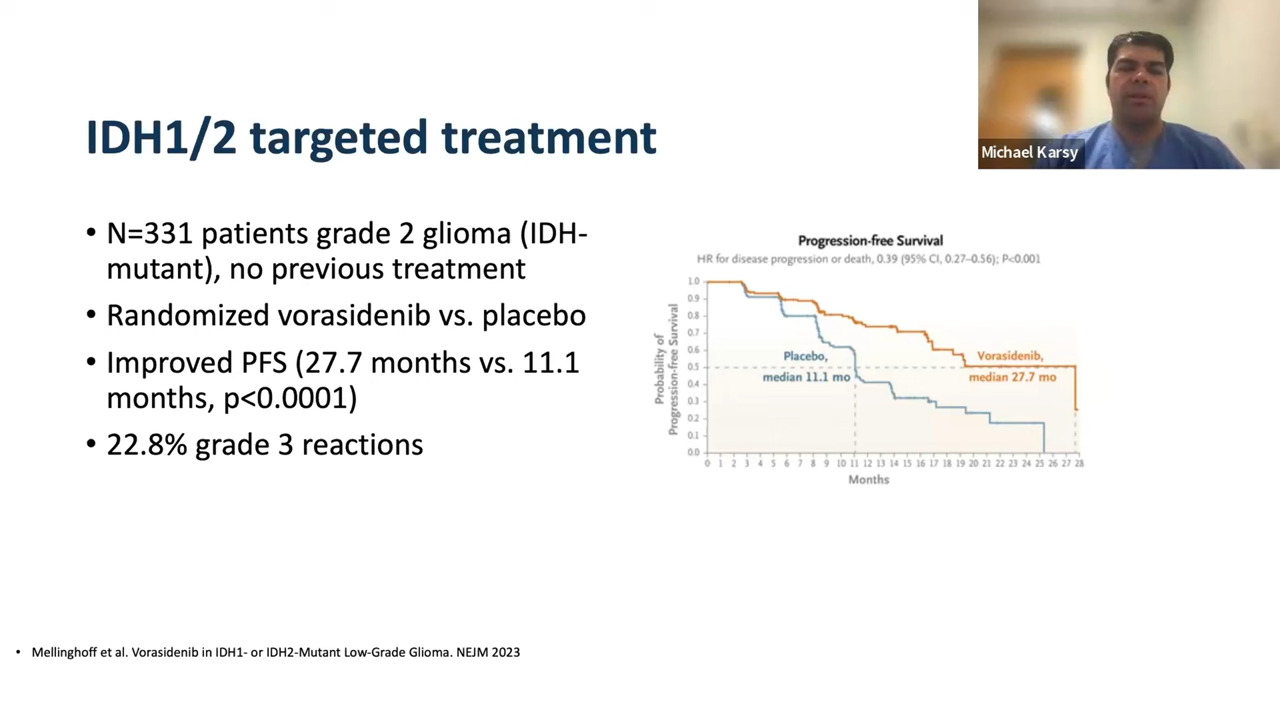 Michael Karsy
IDH1/2 targeted treatment
• N=331 patients grade 2 glioma (IDH-
mutant), no previous treatment
• Randomized vorasidenib vs. placebo
• Improved PFS (27.7 months vs. 11.1
months, p<0.0001)
• 22.8% grade 3 reactions
Progression-free Survival
HR for disease progression or death, 0.39 (95% CI, 0.27–0.56); P<0.001
Probability of
Progression-free Survival
1.0
0.9
0.8
0.7
0.6
0.5
0.4
0.3
0.2
0.1
0.0
Placebo,
median 11.1 mo
Vorasidenib,
median 27.7 mo
0 1 2 3 4 5 6 7 8 9 10 11 12 13 14 15 16 17 18 19 20 21 22 23 24 25 26 27 28
Months
• Mellinghoff et al. Vorasidenib in IDH1- or IDH2-Mutant Low-Grade Glioma. NEJM 2023